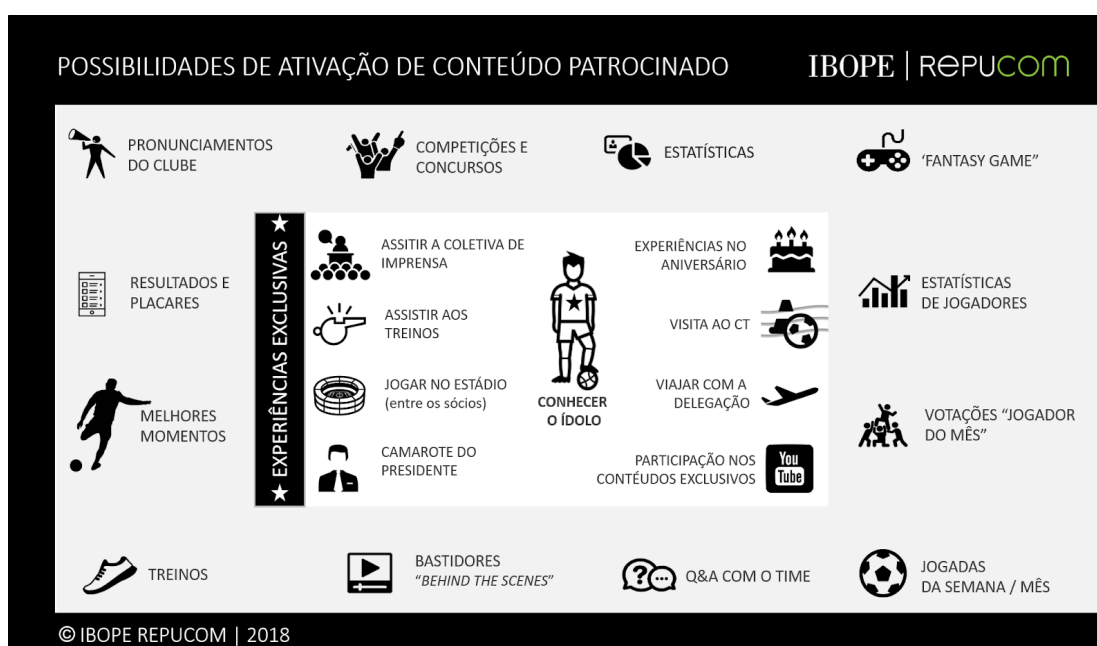 POSSIBILIDADES DE ATIVAÇÃO DE CONTEÚDO PATROCINADO
IBOPE | REPUCOM
PRONUNCIAMENTOS
DO CLUBE
COMPETIÇÕES E
CONCURSOS
ESTATÍSTICAS
‘FANTASY GAME”
RESULTADOS E
PLACARES
MELHORES
MOMENTOS
★ EXPERIÊNCIAS EXCLUSIVAS ★
ASSITIR A COLETIVA DE
IMPRENSA
ASSISTIR AOS
TREINOS
JOGAR NO ESTÁDIO
(entre os sócios)
CAMAROTE DO
PRESIDENTE
CONHECER
O ÍDOLO
EXPERIÊNCIAS NO
ANIVERSÁRIO
VISITA AO CT
VIAJAR COM A
DELEGAÇÃO
PARTICIPAÇÃO NOS
CONTÉUDOS EXCLUSIVOS
You
Tube
ESTATÍSTICAS
DE JOGADORES
VOTAÇÕES “JOGADOR
DO MÊS”
TREINOS
BASTIDORES
“BEHIND THE SCENES”
Q&A COM O TIME
JOGADAS
DA SEMANA / MÊS
© IBOPE REPUCOM | 2018